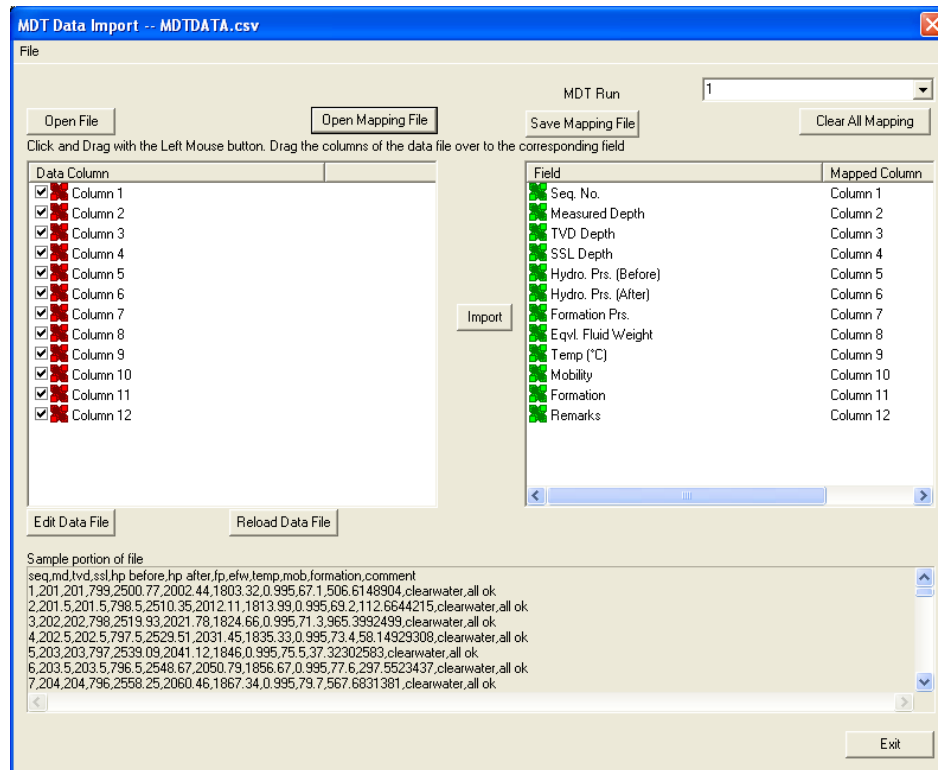 MDT Data Import -- MDTDATA.csv
File
MDT Run 1
Open File Open Mapping File Save Mapping File Clear All Mapping
Click and Drag with the Left Mouse button. Drag the columns of the data file over to the corresponding field
Data Column Field Mapped Column
Column 1 Seq. No. Column 1
Column 2 Measured Depth Column 2
Column 3 TVD Depth Column 3
Column 4 SSL Depth Column 4
Column 5 Hydro. Prs. (Before) Column 5
Column 6 Hydro. Prs. (After) Column 6
Column 7 Formation Prs. Column 7
Column 8 Eqvl. Fluid Weight Column 8
Column 9 Temp (°C) Column 9
Column 10 Mobility Column 10
Column 11 Formation Column 11
Column 12 Remarks Column 12
Import
Edit Data File Reload Data File
Sample portion of file
seq,md,tvd,ssl,hp before,hp after,fp,efw,temp,mob,formation,comment
1,201,201,799,2500.77,2002.44,1803.32,0.995,67.1,506.6148904,clearwater,all ok
2,201.5,201.5,798.5,2510.35,2012.11,1813.99,0.995,69.2,112.6644215,clearwater,all ok
3,202,202,798,2519.93,2021.78,1824.66,0.995,71.3,965.3992499,clearwater,all ok
4,202.5,202.5,797.5,2529.51,2031.45,1835.33,0.995,73.4,58.14929308,clearwater,all ok
5,203,203,797,2539.09,2041.12,1846,0.995,75.5,37.32302583,clearwater,all ok
6,203.5,203.5,796.5,2548.67,2050.79,1856.67,0.995,77.6,297.5523437,clearwater,all ok
7,204,204,796,2558.25,2060.46,1867.34,0.995,79.7,567.6831381,clearwater,all ok
Exit